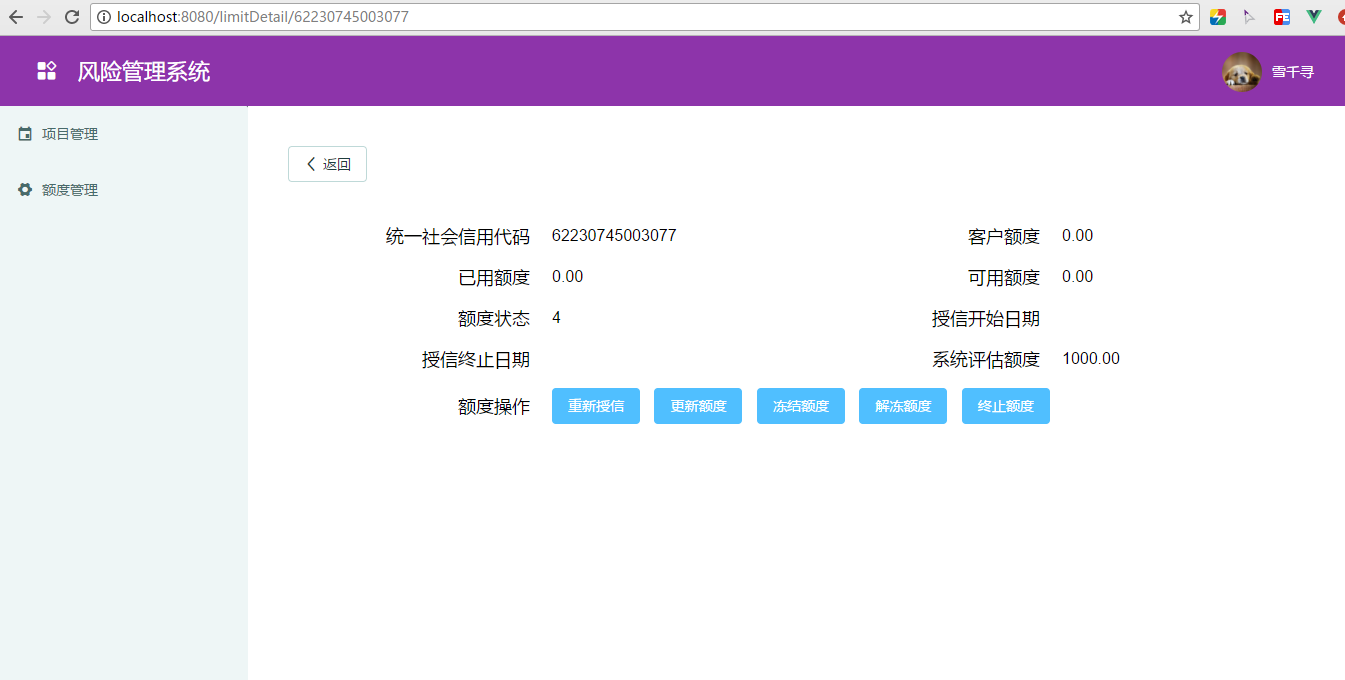 localhost:8080/limitDetail/62230745003077
风险管理系统
雪千寻
项目管理
额度管理
返回
统一社会信用代码 62230745003077 客户额度 0.00
已用额度 0.00 可用额度 0.00
额度状态 4 授信开始日期
授信终止日期 系统评估额度 1000.00
额度操作 重新授信 更新额度 冻结额度 解冻额度 终止额度